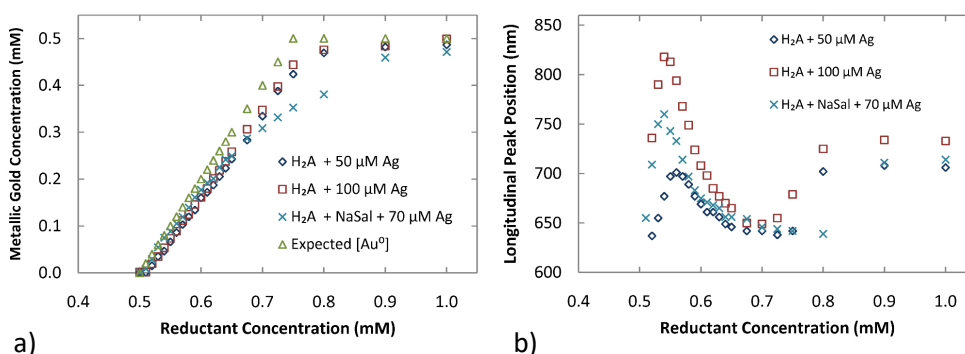 Metallic Gold Concentration (mM)
0.5
0.4
0.3
0.2
0.1
0.0
H₂A + 50 µM Ag
H₂A + 100 µM Ag
H₂A + NaSal + 70 µM Ag
Expected [Au⁰]
0.4 0.5 0.6 0.7 0.8 0.9 1.0
Reductant Concentration (mM)
a)
Longitudinal Peak Position (nm)
850
800
750
700
650
600
H₂A + 50 µM Ag
H₂A + 100 µM Ag
H₂A + NaSal + 70 µM Ag
0.4 0.5 0.6 0.7 0.8 0.9 1.0
Reductant Concentration (mM)
b)